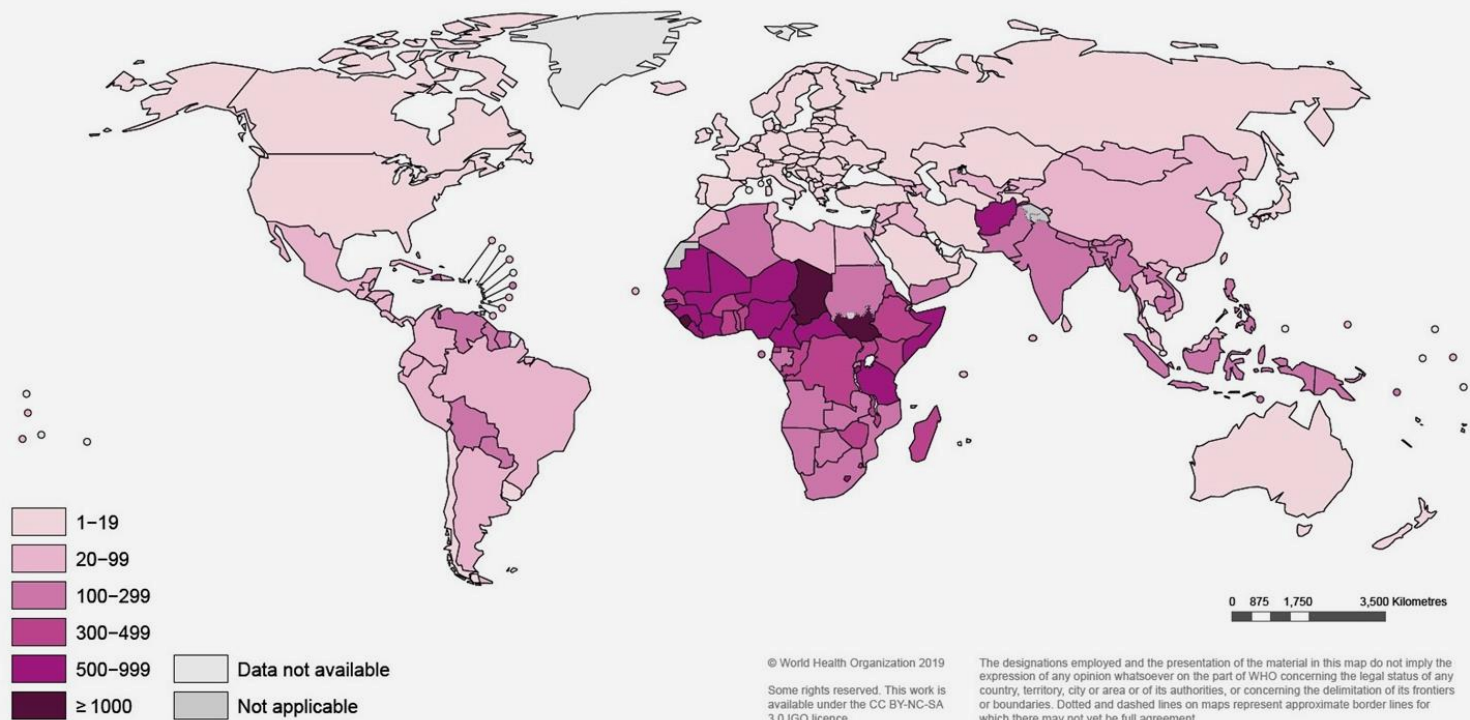 1−19
20−99
100−299
300−499
500−999
≥ 1000
Data not available
Not applicable
0 875 1,750 3,500 Kilometres
© World Health Organization 2019
Some rights reserved. This work is
available under the CC BY-NC-SA
3.0 IGO licence.
The designations employed and the presentation of the material in this map do not imply the
expression of any opinion whatsoever on the part of WHO concerning the legal status of any
country, territory, city or area or of its authorities, or concerning the delimitation of its frontiers
or boundaries. Dotted and dashed lines on maps represent approximate border lines for
which there may not yet be full agreement.